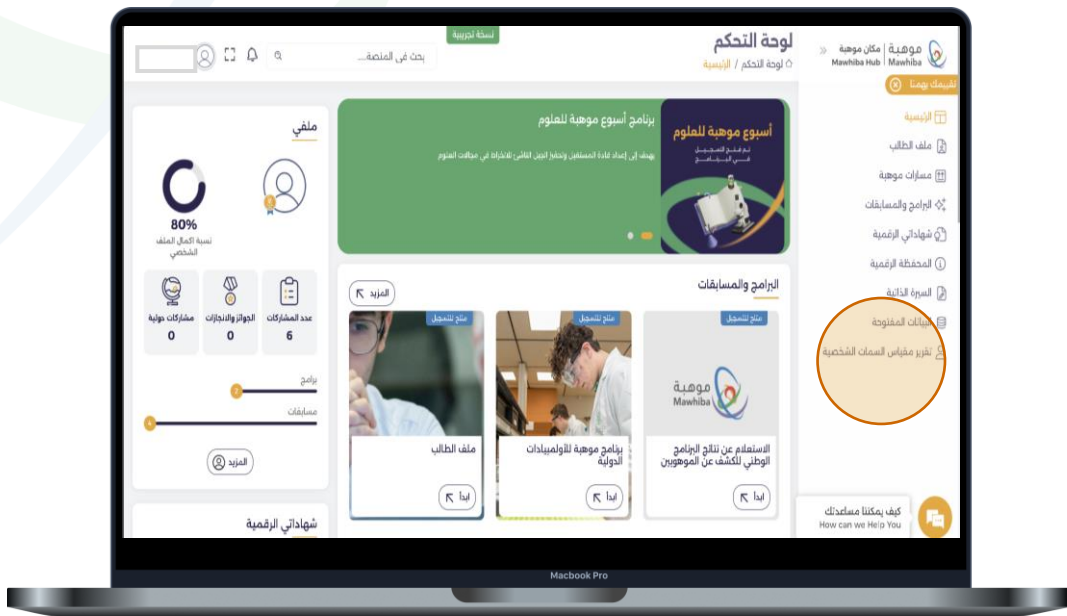 نسخة تجريبية
موهبة | مكان موهبة
Mawhiba Hub | Mawhiba
تقييمك يهمنا
الرئيسية
ملف الطالب
مسارات موهبة
البرامج والمسابقات
شهاداتي الرقمية
المحفظة الرقمية
السيرة الذاتية
البيانات المفتوحة
تقرير مقياس السمات الشخصية
كيف يمكننا مساعدتك
How can we Help You
لوحة التحكم
لوحة التحكم / الرئيسية
بحث في المنصة...
أسبوع موهبة للعلوم
تم فتح التسجيل
في البرنامج
برنامج أسبوع موهبة للعلوم
يهدف إلى إعداد قادة المستقبل وتحفيز الجيل الناشئ للانخراط في مجالات العلوم
البرامج والمسابقات
المزيد
متاح للتسجيل
موهبة
Mawhiba
الاستعلام عن نتائج البرنامج
الوطني للكشف عن الموهوبين
ابدأ
متاح للتسجيل
برنامج موهبة للأولمبيادات
الدولية
ابدأ
متاح للتسجيل
ملف الطالب
ابدأ
ملفي
80%
نسبة اكمال الملف
الشخصي
عدد المشاركات
6
الجوائز والانجازات
0
مشاركات دولية
0
برامج
2
مسابقات
4
المزيد
شهاداتي الرقمية
Macbook Pro